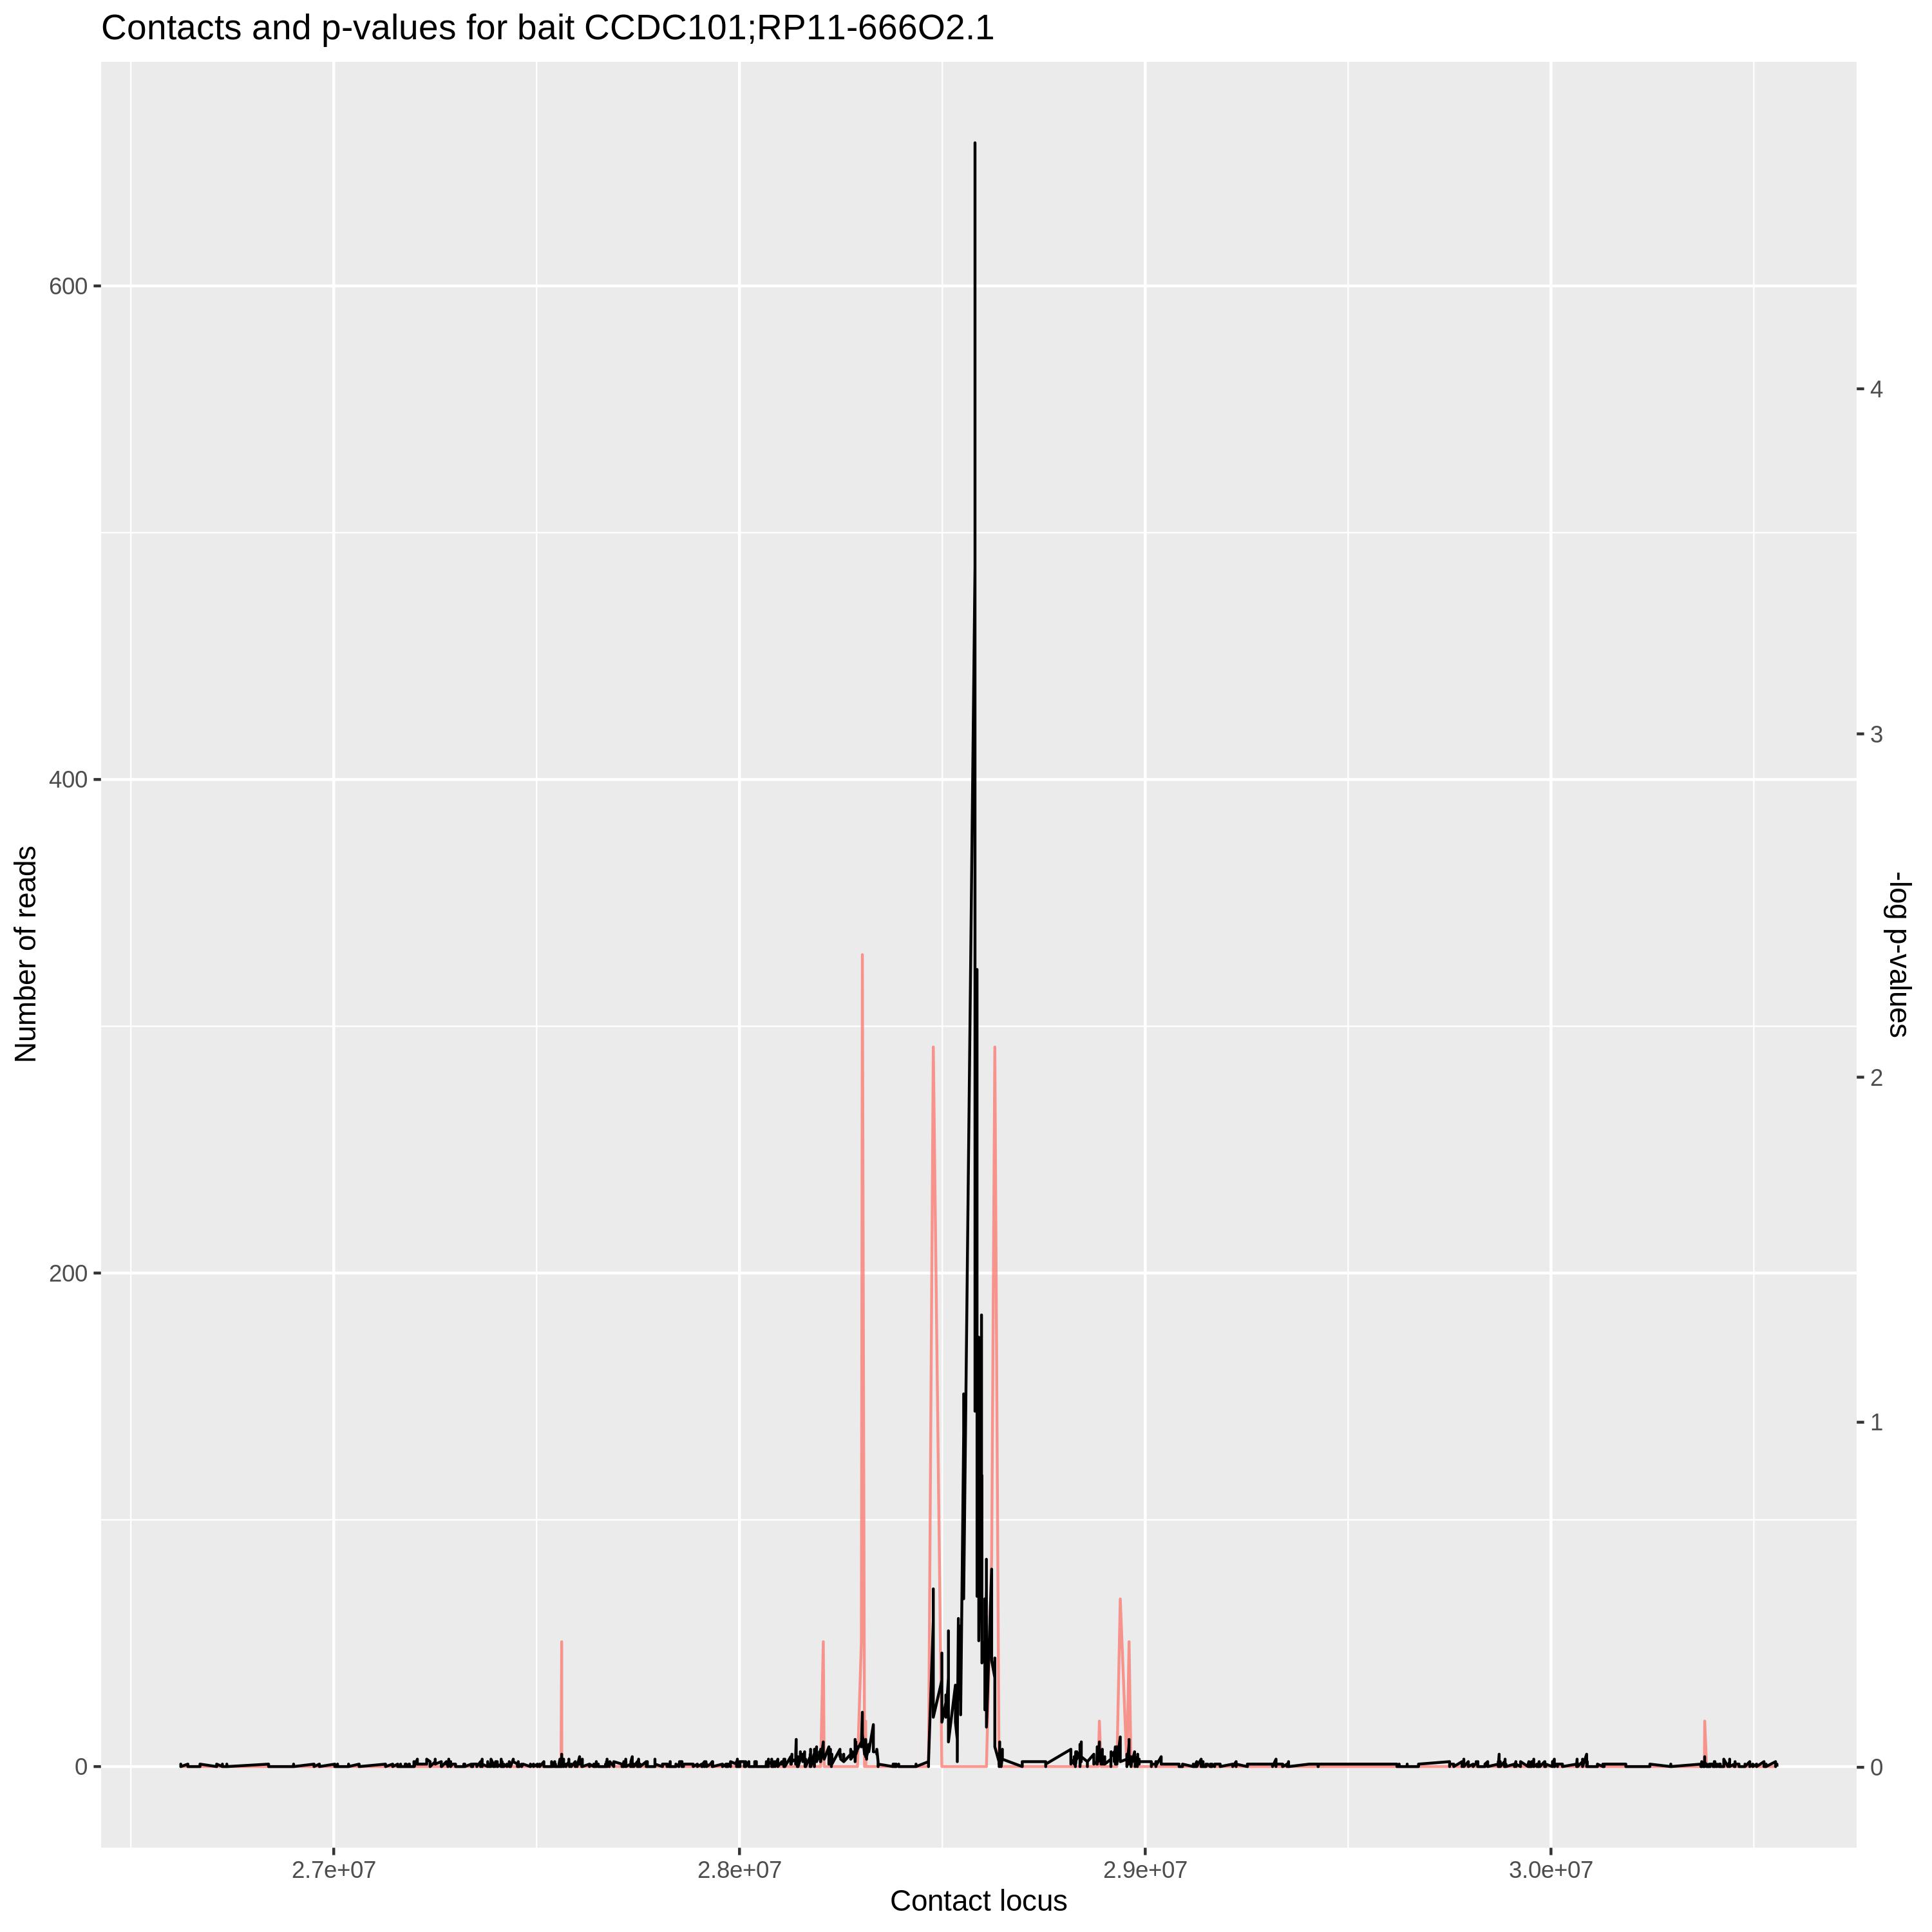 Contacts and p-values for bait CCDC101;RP11-666O2.1
600
400
200
0
Number of reads
4
3
2
1
0
-log p-values
2.7e+07
2.8e+07
2.9e+07
3.0e+07
Contact locus